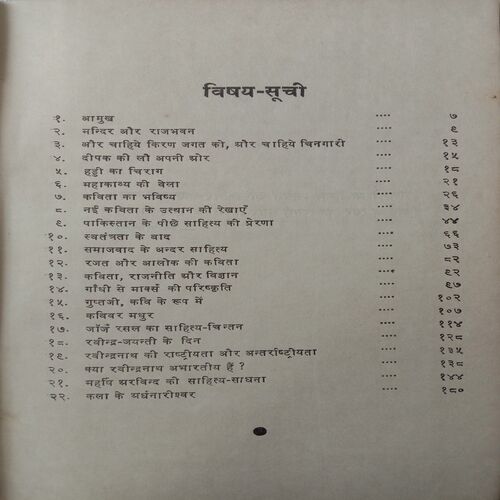 विषय-सूची
१. आमुख .... ७
२. मन्दिर और राजभवन .... ९
३. और चाहिये किरण जगत को, और चाहिये चिनगारी .... १३
४. दीपक की लौ अपनी ओर .... १५
५. हड्डी का चिराग .... १८
६. महाकाव्य की वेला .... २१
७. कविता का भविष्य .... २६
८. नई कविता के उत्थान की रेखाएँ .... ३४
९. पाकिस्तान के पीछे साहित्य की प्रेरणा .... ४४
१०. स्वतंत्रता के वाद .... ६६
११. समाजवाद के अन्दर साहित्य .... ७३
१२. रजत और आलोक की कविता .... ८२
१३. कविता, राजनीति और विज्ञान .... ९२
१४. गाँधी से मार्क्स की परिष्कृति .... ९७
१५. गुप्तजी, कवि के रूप में .... १०२
१६. कविवर मधुर .... १०७
१७. जॉर्ज रसल का साहित्य-चिन्तन .... ११४
१८. रवीन्द्र-जयन्ती के दिन .... १२८
१९. रवीन्द्रनाथ की राष्ट्रीयता और अन्तर्राष्ट्रीयता .... १३५
२०. क्या रवीन्द्रनाथ अभारतीय हैं ? .... १३८
२१. महर्षि अरविन्द की साहित्य-साधना .... १४४
२२. कला के अर्धनारीश्वर .... १८०